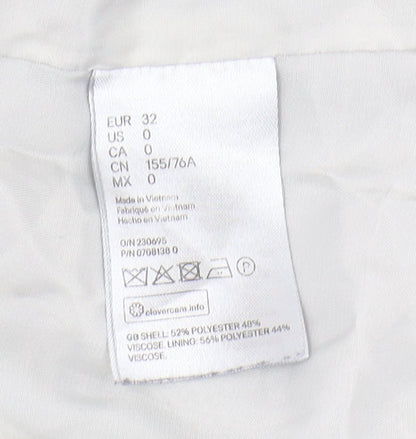 EUR 32
US 0
CA 0
CN 155/76A
MX 0
Made in Vietnam
Fabriqué en Vietnam
Hecho en Vietnam
O/N 230695
P/N 0708138 0
P
clevercare.info
GB SHELL: 52% POLYESTER 48%
VISCOSE. LINING: 56% POLYESTER 44%
VISCOSE.